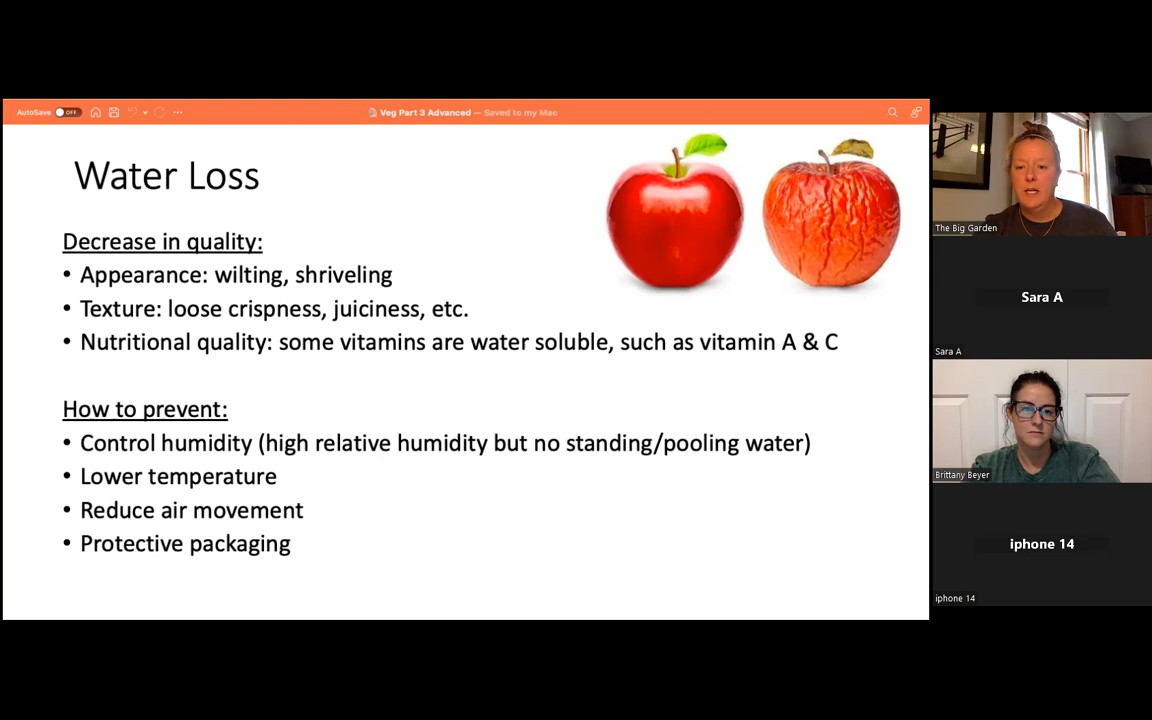 AutoSave OFF
Veg Part 3 Advanced — Saved to my Mac
Water Loss
Decrease in quality:
• Appearance: wilting, shriveling
• Texture: loose crispness, juiciness, etc.
• Nutritional quality: some vitamins are water soluble, such as vitamin A & C
How to prevent:
• Control humidity (high relative humidity but no standing/pooling water)
• Lower temperature
• Reduce air movement
• Protective packaging
The Big Garden
Sara A
Sara A
Brittany Beyer
iphone 14
iphone 14